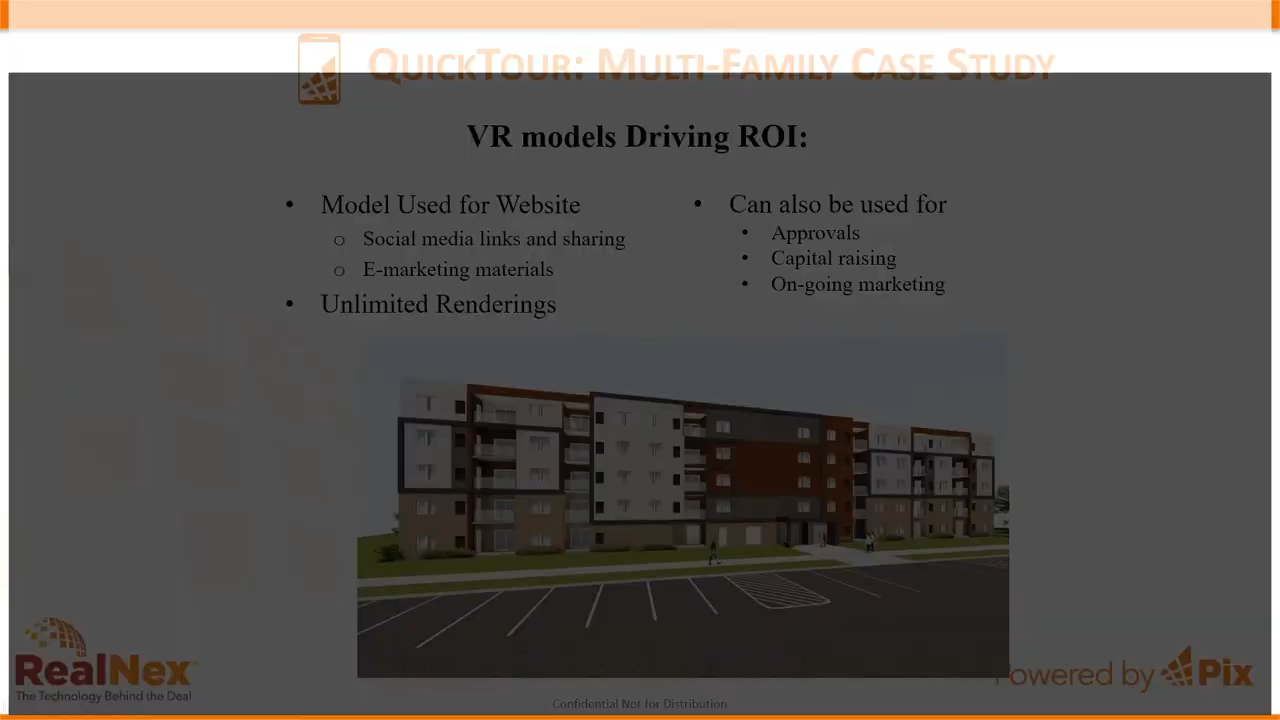 QuickTour: Multi-Family Case Study
VR models Driving ROI:
• Model Used for Website
o Social media links and sharing
o E-marketing materials
• Unlimited Renderings
• Can also be used for
• Approvals
• Capital raising
• On-going marketing
RealNex
The Technology Behind the Deal
Powered by Pix
Confidential Not for Distribution